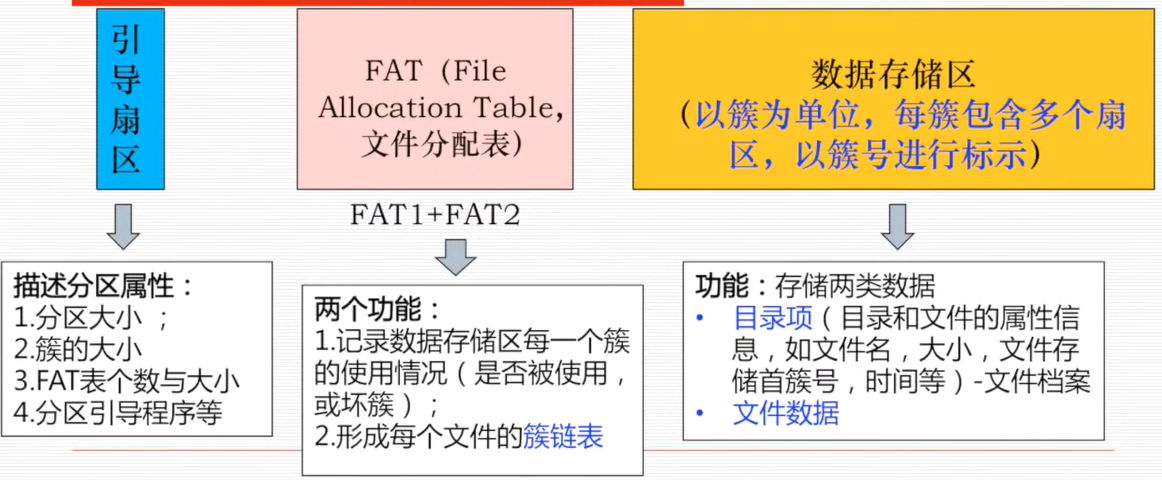 引
导
扇
区
FAT（File
Allocation Table，
文件分配表）
数据存储区
（以簇为单位，每簇包含多个扇
区，以簇号进行标示）
FAT1+FAT2
描述分区属性：
1.分区大小 ；
2.簇的大小
3.FAT表个数与大小
4.分区引导程序等
两个功能：
1.记录数据存储区每一个簇
的使用情况（是否被使用，
或坏簇）；
2.形成每个文件的簇链表
功能：存储两类数据
• 目录项（目录和文件的属性信
息，如文件名，大小，文件存
储首簇号，时间等）-文件档案
• 文件数据